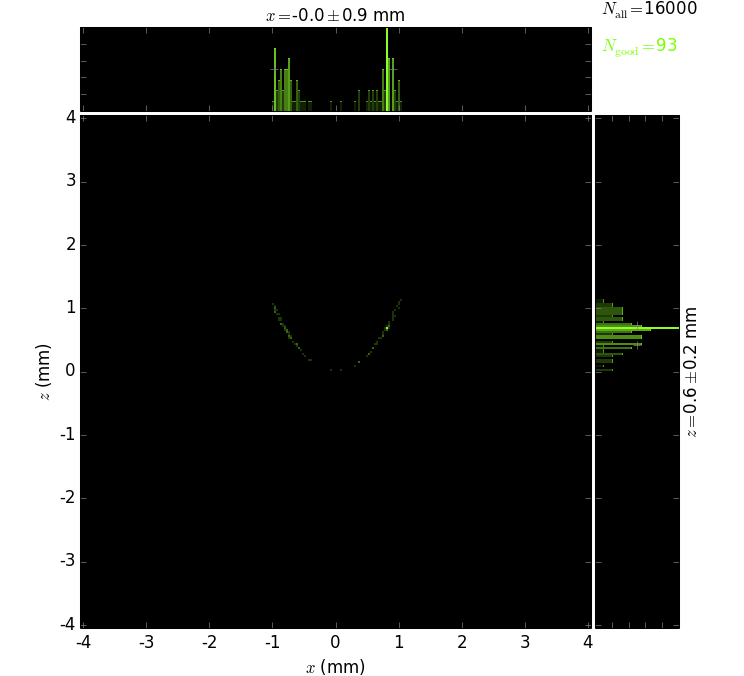 x = -0.0 ± 0.9 mm
N_all = 16000
N_good = 93
4
3
2
1
0
-1
-2
-3
-4
z (mm)
z = 0.6 ± 0.2 mm
-4 -3 -2 -1 0 1 2 3 4
x (mm)